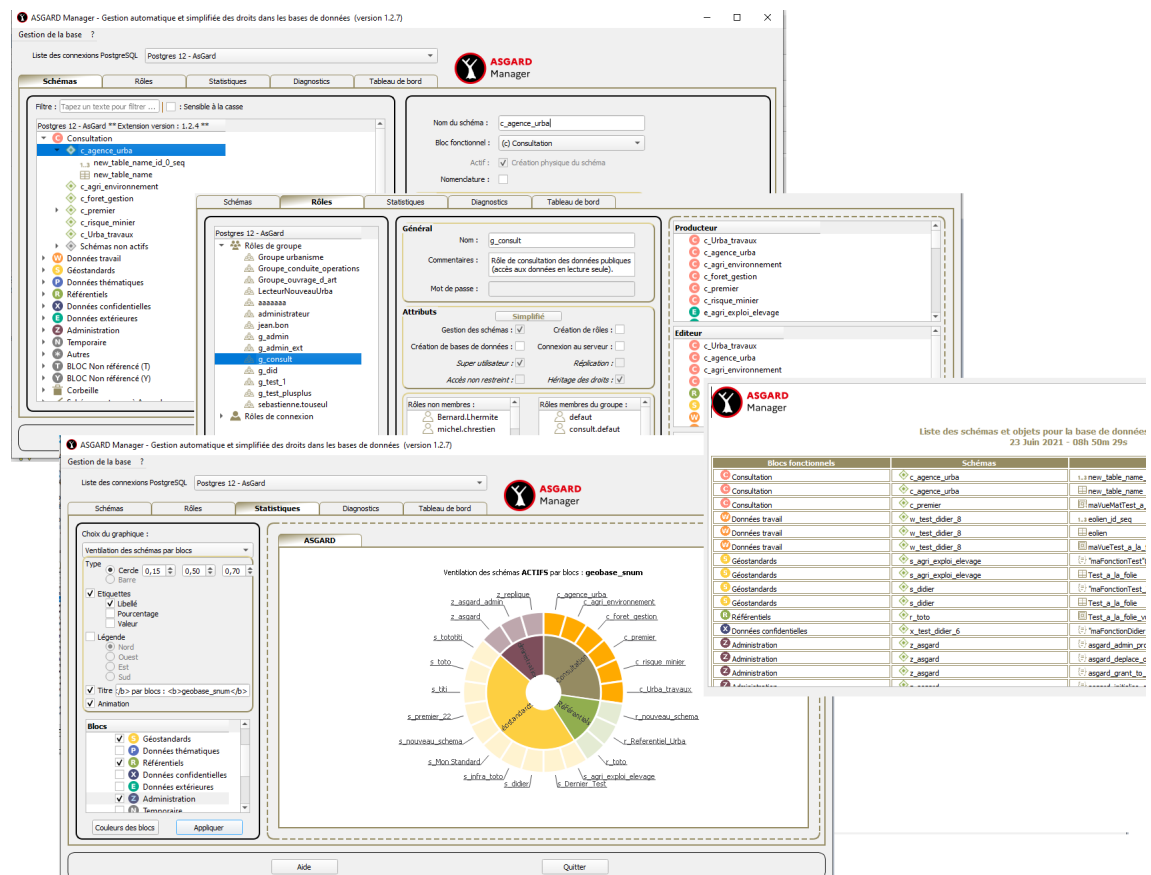 ASGARD Manager - Gestion automatique et simplifiée des droits dans les bases de données (version 1.2.7)
Gestion de la base ?
Liste des connexions PostgreSQL Postgres 12 - AsGard
ASGARD
Manager
Schémas Rôles Statistiques Diagnostics Tableau de bord
Filtre : Tapez un texte pour filtrer ... : Sensible à la casse
Postgres 12 - AsGard ** Extension version : 1.2.4 **
Consultation
c_agence_urba
new_table_name_id_0_seq
new_table_name
c_agri_environnement
c_foret_gestion
c_premier
c_risque_minier
c_Urba_travaux
Schémas non actifs
Données travail
Géostandards
Données thématiques
Référentiels
Données confidentielles
Données extérieures
Administration
Temporaire
Autres
BLOC Non référencé (T)
BLOC Non référencé (Y)
Corbeille
Nom du schéma : c_agence_urba
Bloc fonctionnel : (c) Consultation
Actif : Création physique du schéma
Nomenclature :
Schémas Rôles Statistiques Diagnostics Tableau de bord
Postgres 12 - AsGard
Rôles de groupe
Groupe urbanisme
Groupe_conduite_operations
Groupe_ouvrage_d_art
LecteurNouveauUrba
aaaaaaa
administrateur
jean.bon
g_admin
g_admin_ext
g_consult
g_did
g_test_1
g_test_plusplus
sebastienne.touseul
Rôles de connexion
Général
Nom : g_consult
Commentaires : Rôle de consultation des données publiques
(accès aux données en lecture seule).
Mot de passe :
Attributs
Simplifié
Gestion des schémas : Création de rôles :
Création de bases de données : Connexion au serveur :
Super utilisateur : Réplication :
Accès non restreint : Héritage des droits :
Rôles non membres : Rôles membres du groupe :
Bernard.Lhermite defaut
michel.chrestien consult.defaut
Producteur
c_Urba_travaux
c_agence_urba
c_agri_environnement
c_foret_gestion
c_premier
c_risque_minier
e_agri_exploi_elevage
Editeur
c_Urba_travaux
c_agence_urba
c_agri_environnement
ASGARD
Manager
Liste des schémas et objets pour la base de données
23 Juin 2021 - 08h 50m 29s
Blocs fonctionnels Schémas
Consultation c_agence_urba new_table_name_
Consultation c_agence_urba new_table_name
Consultation c_premier maVueMatTest_a_la_
Données travail w_test_didier_8 eolien_id_seq
Données travail w_test_didier_8 eolien
Données travail w_test_didier_8 maVueTest_a_la_
Géostandards s_agri_exploi_elevage "maFonctionTest"
Géostandards s_agri_exploi_elevage Test_a_la_folie
Géostandards s_didier "maFonctionTest_
Géostandards s_didier Test_a_la_folie
Référentiels r_toto Test_a_la_folie_v
Données confidentielles x_test_didier_6 "maFonctionDidier
Administration z_asgard asgard_admin_pro
Administration z_asgard asgard_deplace_o
Administration z_asgard asgard_grant_to_
ASGARD Manager - Gestion automatique et simplifiée des droits dans les bases de données (version 1.2.7)
Gestion de la base ?
Liste des connexions PostgreSQL Postgres 12 - AsGard
ASGARD
Manager
Schémas Rôles Statistiques Diagnostics Tableau de bord
Choix du graphique :
Ventilation des schémas par blocs
Type
Cercle 0,15 0,50 0,70
Barre
Etiquettes
Libellé
Pourcentage
Valeur
Légende
Nord
Ouest
Est
Sud
Titre </b> par blocs : <b>geobase_snum</b>
Animation
Blocs
Géostandards
Données thématiques
Référentiels
Données confidentielles
Données extérieures
Administration
Temporaire
Couleurs des blocs Appliquer
ASGARD
Ventilation des schémas ACTIFS par blocs : geobase_snum
z_replique
z_asgard_admin
z_asgard
s_tototiti
s_toto
s_titi
s_premier_22
s_nouveau_schema
s_Mon Standard
s_infra_toto
s_didier
c_agence_urba
c_agri_environnement
c_foret_gestion
c_premier
c_risque_minier
c_Urba_travaux
r_nouveau_schema
r_Referentiel_Urba
r_toto
s_agri_exploi_elevage
s_Dernier_Test
Administration
Consultation
Référentiels
Géostandards
Aide Quitter